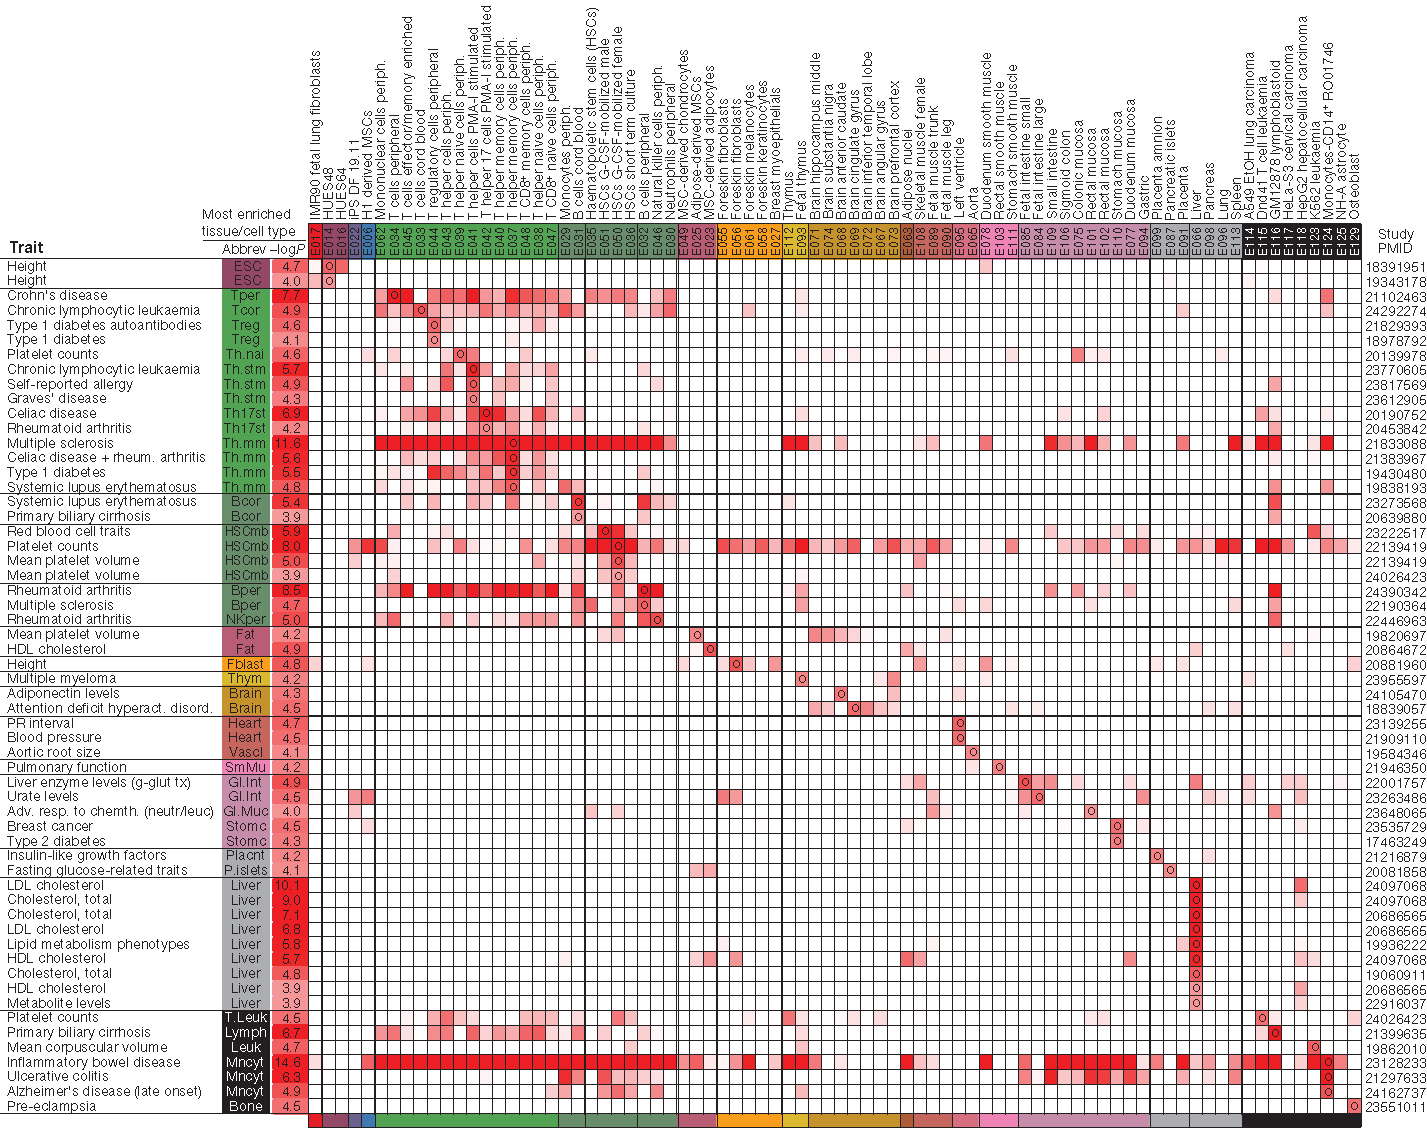 IMR90 fetal lung fibroblasts
HUES48
HUES64
iPS DF 19.11
H1 derived MSCs
Mononuclear cells periph.
T cells peripheral
T cells effector/memory enriched
T cells cord blood
T regulatory cells peripheral
T helper cells periph.
T helper naive cells periph.
T helper cells PMA-I stimulated
T helper 17 cells PMA-I stimulated
T helper memory cells periph.
T helper memory cells periph.
T CD8+ memory cells periph.
T helper naive cells periph.
T CD8+ naive cells periph.
Monocytes periph.
B cells cord blood
Haematopoietic stem cells (HSCs)
HSCs G-CSF-mobilized male
HSCs G-CSF-mobilized female
HSCs short term culture
B cells peripheral
Natural killer cells periph.
Neutrophils peripheral
MSC-derived chondrocytes
Adipose-derived MSCs
MSC-derived adipocytes
Foreskin fibroblasts
Foreskin fibroblasts
Foreskin melanocytes
Foreskin keratinocytes
Breast myoepithelials
Thymus
Fetal thymus
Brain hippocampus middle
Brain substantia nigra
Brain anterior caudate
Brain cingulate gyrus
Brain inferior temporal lobe
Brain angular gyrus
Brain prefrontal cortex
Adipose nuclei
Skeletal muscle female
Fetal muscle trunk
Fetal muscle leg
Left ventricle
Aorta
Duodenum smooth muscle
Rectal smooth muscle
Stomach smooth muscle
Fetal intestine small
Fetal intestine large
Small intestine
Sigmoid colon
Colonic mucosa
Rectal mucosa
Rectal mucosa
Stomach mucosa
Duodenum mucosa
Gastric
Placenta amnion
Pancreatic islets
Placenta
Liver
Pancreas
Lung
Spleen
A549 EtOH lung carcinoma
Dnd41 T cell leukaemia
GM12878 lymphoblastoid
HeLa-S3 cervical carcinoma
HepG2 hepatocellular carcinoma
K562 leukaemia
Monocytes-CD14+ RO01746
NH-A astrocyte
Osteoblast
Most enriched
tissue/cell type
Trait Abbrev –logP
E017 E014 E016 E022 E006 E062 E034 E045 E033 E044 E043 E039 E041 E042 E040 E037 E048 E038 E047 E029 E031 E035 E051 E050 E036 E032 E046 E030 E049 E025 E023 E055 E056 E061 E058 E027 E112 E093 E071 E074 E068 E069 E072 E067 E073 E063 E108 E089 E090 E095 E065 E078 E103 E111 E085 E084 E109 E106 E075 E101 E102 E110 E077 E094 E099 E087 E091 E066 E098 E096 E113 E114 E115 E116 E117 E118 E123 E124 E125 E129
Study
PMID
Height ESC 4.7 18391951
Height ESC 4.0 19343178
Crohn's disease Tper 7.7 21102463
Chronic lymphocytic leukaemia Tcor 4.9 24292274
Type 1 diabetes autoantibodies Treg 4.6 21829393
Type 1 diabetes Treg 4.1 18978792
Platelet counts Th.nai 4.6 20139978
Chronic lymphocytic leukaemia Th.stm 5.7 23770605
Self-reported allergy Th.stm 4.9 23817569
Graves' disease Th.stm 4.3 23612905
Celiac disease Th17st 6.9 20190752
Rheumatoid arthritis Th17st 4.2 20453842
Multiple sclerosis Th.mm 11.6 21833088
Celiac disease + rheum. arthritis Th.mm 5.6 21383967
Type 1 diabetes Th.mm 5.5 19430480
Systemic lupus erythematosus Th.mm 4.8 19838193
Systemic lupus erythematosus Bcor 5.4 23273568
Primary biliary cirrhosis Bcor 3.9 20639880
Red blood cell traits HSCmb 5.9 23222517
Platelet counts HSCmb 8.0 22139419
Mean platelet volume HSCmb 5.0 22139419
Mean platelet volume HSCmb 3.9 24026423
Rheumatoid arthritis Bper 8.5 24390342
Multiple sclerosis Bper 4.7 22190364
Rheumatoid arthritis NKper 5.0 22446963
Mean platelet volume Fat 4.2 19820697
HDL cholesterol Fat 4.9 20864672
Height Fblast 4.8 20881960
Multiple myeloma Thym 4.2 23955597
Adiponectin levels Brain 4.3 24105470
Attention deficit hyperact. disord. Brain 4.5 18839057
PR interval Heart 4.7 23139255
Blood pressure Heart 4.5 21909110
Aortic root size Vascl 4.1 19584346
Pulmonary function SmMu 4.2 21946350
Liver enzyme levels (g-glut tx) GI.Int 4.9 22001757
Urate levels GI.Int 4.5 23263486
Adv. resp. to chemth. (neutr/leuc) GI.Muc 4.0 23648065
Breast cancer Stomc 4.5 23535729
Type 2 diabetes Stomc 4.3 17463249
Insulin-like growth factors Placnt 4.2 21216879
Fasting glucose-related traits P.islets 4.1 20081858
LDL cholesterol Liver 10.1 24097068
Cholesterol, total Liver 9.0 24097068
Cholesterol, total Liver 7.1 20686565
LDL cholesterol Liver 6.8 20686565
Lipid metabolism phenotypes Liver 5.8 19936222
HDL cholesterol Liver 5.7 24097068
Cholesterol, total Liver 4.8 19060911
HDL cholesterol Liver 3.9 20686565
Metabolite levels Liver 3.9 22916037
Platelet counts T.Leuk 4.5 24026423
Primary biliary cirrhosis Lymph 6.7 21399635
Mean corpuscular volume Leuk 4.7 19862010
Inflammatory bowel disease Mncyt 14.6 23128233
Ulcerative colitis Mncyt 6.3 21297633
Alzheimer's disease (late onset) Mncyt 4.9 24162737
Pre-eclampsia Bone 4.5 23551011